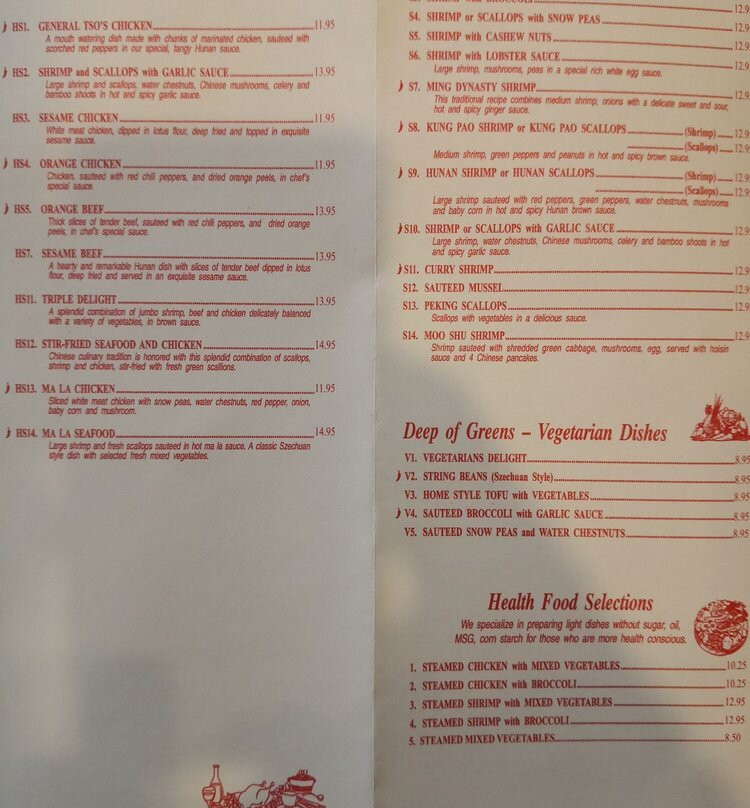 HS1. GENERAL TSO'S CHICKEN 11.95
A mouth watering dish made with chunks of marinated chicken, sauteed with
scorched red peppers in our special, tangy Hunan sauce.
HS2. SHRIMP and SCALLOPS with GARLIC SAUCE 13.95
Large shrimp and scallops, water chestnuts, Chinese mushrooms, celery and
bamboo shoots in hot and spicy garlic sauce.
HS3. SESAME CHICKEN 11.95
White meat chicken, dipped in lotus flour, deep fried and topped in exquisite
sesame sauce.
HS4. ORANGE CHICKEN 11.95
Chicken, sauteed with red chili peppers, and dried orange peels, in chef's
special sauce.
HS5. ORANGE BEEF 13.95
Thick slices of tender beef, sauteed with red chili peppers, and dried orange
peels, in chef's special sauce.
HS7. SESAME BEEF 13.95
A hearty and remarkable Hunan dish with slices of tender beef dipped in lotus
flour, deep fried and served in an exquisite sesame sauce.
HS11. TRIPLE DELIGHT 13.95
A splendid combination of jumbo shrimp, beef and chicken delicately balanced
with a variety of vegetables, in brown sauce.
HS12. STIR-FRIED SEAFOOD AND CHICKEN 14.95
Chinese culinary tradition is honored with this splendid combination of scallops,
shrimp and chicken, stir-fried with fresh green scallions.
HS13. MA LA CHICKEN 11.95
Sliced white meat chicken with snow peas, water chestnuts, red pepper, onion,
baby corn and mushroom.
HS14. MA LA SEAFOOD 14.95
Large shrimp and fresh scallops sauteed in hot ma la sauce. A classic Szechuan
style dish with selected fresh mixed vegetables.
S4. SHRIMP or SCALLOPS with SNOW PEAS 12.9
S5. SHRIMP with CASHEW NUTS 12.9
S6. SHRIMP with LOBSTER SAUCE 12.9
Large shrimp, mushrooms, peas in a special rich white egg sauce.
S7. MING DYNASTY SHRIMP 12.9
This traditional recipe combines medium shrimp, onions with a delicate sweet and sour,
hot and spicy ginger sauce.
S8. KUNG PAO SHRIMP or KUNG PAO SCALLOPS (Shrimp) 12.9
(Scallops) 12.9
Medium shrimp, green peppers and peanuts in hot and spicy brown sauce.
S9. HUNAN SHRIMP or HUNAN SCALLOPS (Shrimp) 12.9
(Scallops) 12.9
Large shrimp sauteed with red peppers, green peppers, water chestnuts, mushrooms
and baby corn in hot and spicy Hunan brown sauce.
S10. SHRIMP or SCALLOPS with GARLIC SAUCE 12.9
Large shrimp, water chestnuts, Chinese mushrooms, celery and bamboo shoots in hot
and spicy garlic sauce.
S11. CURRY SHRIMP 12.9
S12. SAUTEED MUSSEL 12.9
S13. PEKING SCALLOPS 12.9
Scallops with vegetables in a delicious sauce.
S14. MOO SHU SHRIMP 12.9
Shrimp sauteed with shredded green cabbage, mushrooms, egg, served with hoisin
sauce and 4 Chinese pancakes.
Deep of Greens – Vegetarian Dishes
V1. VEGETARIANS DELIGHT 8.95
V2. STRING BEANS (Szechuan Style) 8.95
V3. HOME STYLE TOFU with VEGETABLES 8.95
V4. SAUTEED BROCCOLI with GARLIC SAUCE 8.95
V5. SAUTEED SNOW PEAS and WATER CHESTNUTS 8.95
Health Food Selections
We specialize in preparing light dishes without sugar, oil,
MSG, corn starch for those who are more health conscious.
1. STEAMED CHICKEN with MIXED VEGETABLES 10.25
2. STEAMED CHICKEN with BROCCOLI 10.25
3. STEAMED SHRIMP with MIXED VEGETABLES 12.95
4. STEAMED SHRIMP with BROCCOLI 12.95
5. STEAMED MIXED VEGETABLES 8.50